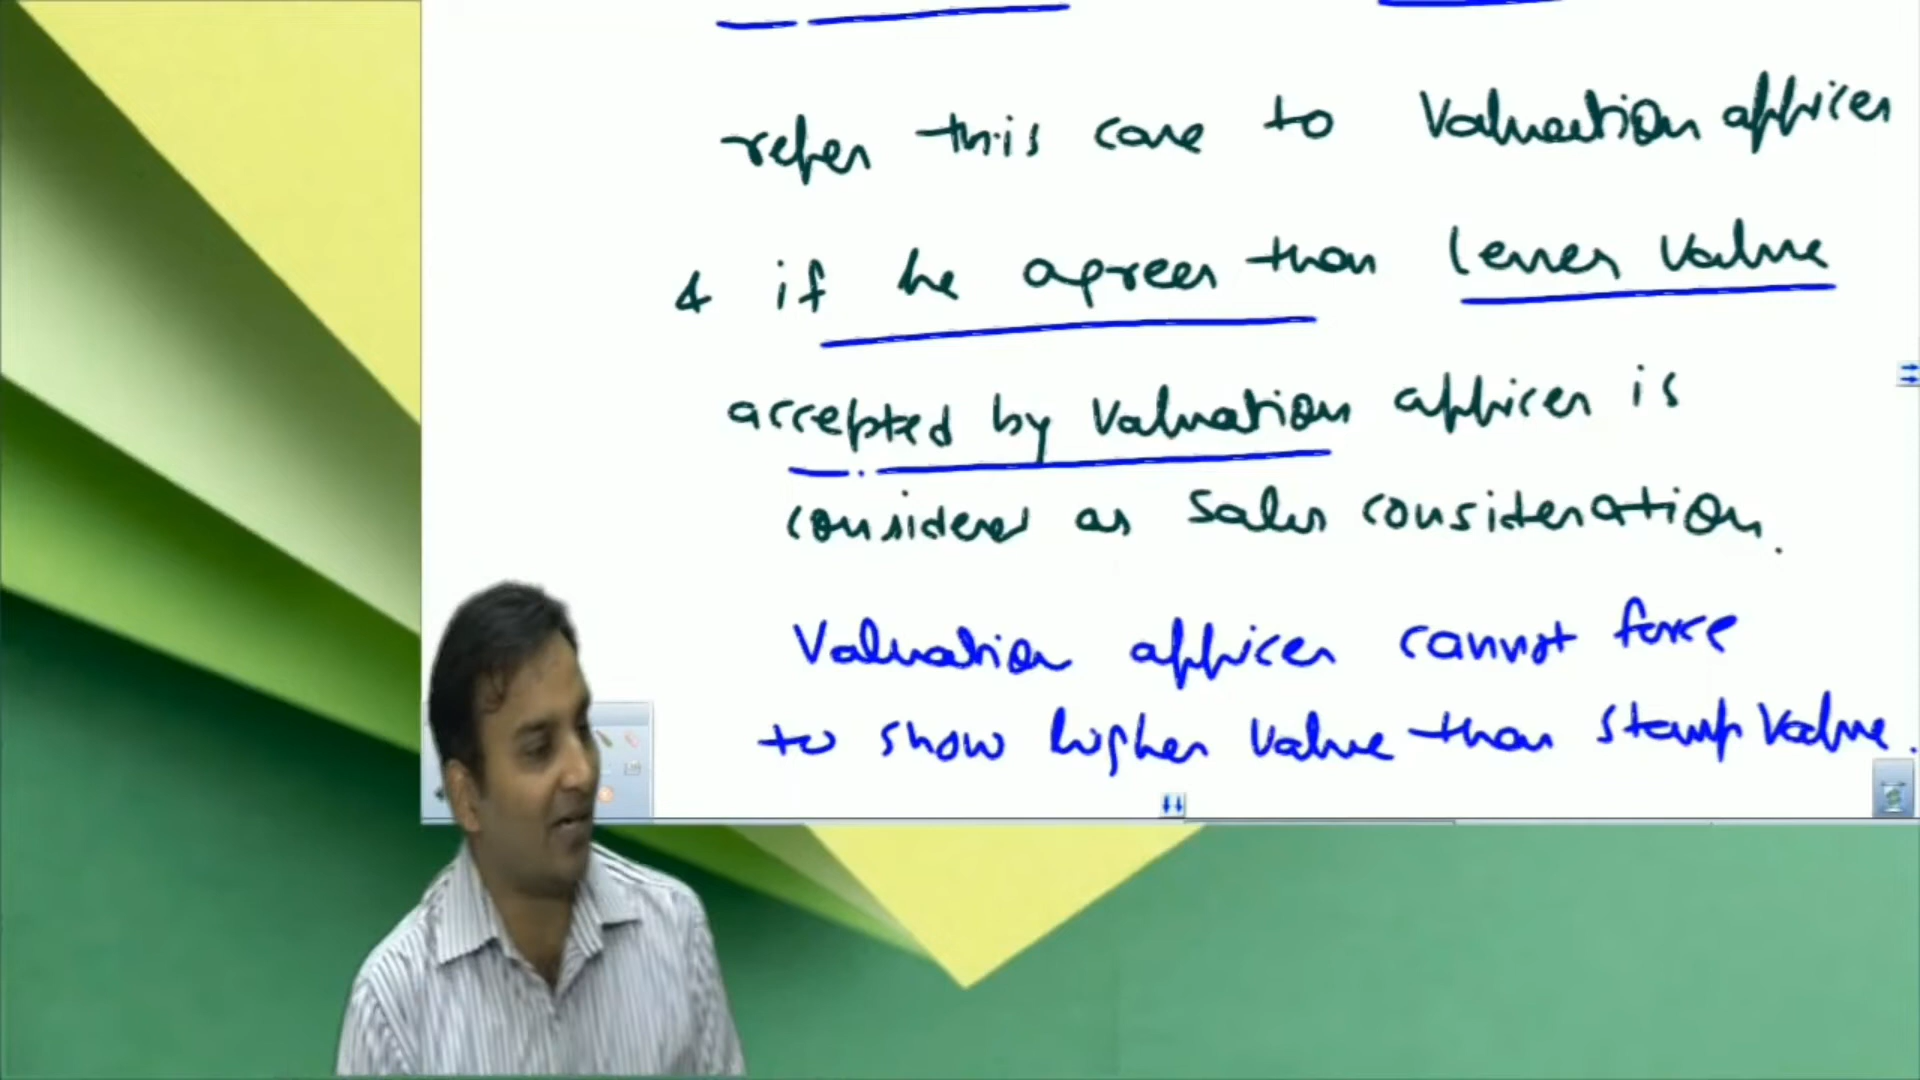 refer this case to Valuation officer
& if he agrees than lesser value
accepted by Valuation officer is
considered as Sales consideration.
Valuation officer cannot force
to show higher value than stamp Value.